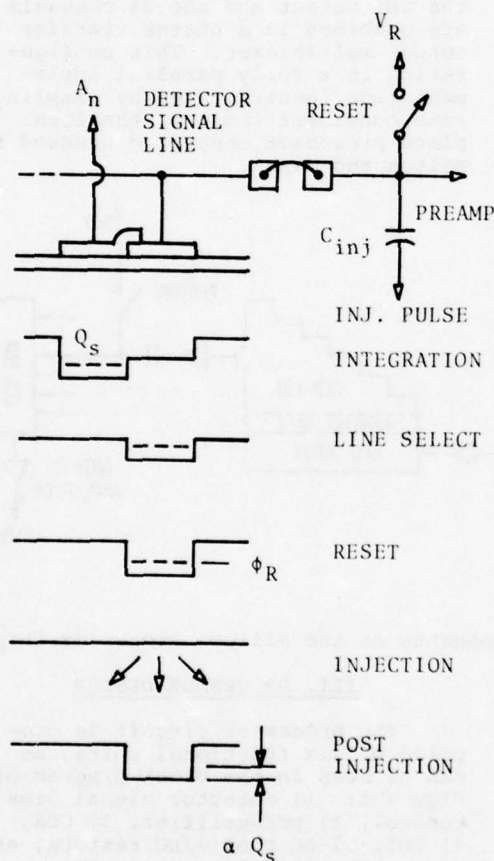 V_R
A_n
DETECTOR
SIGNAL
LINE
RESET
PREAMP
C_inj
INJ. PULSE
Q_s
INTEGRATION
LINE SELECT
RESET
ϕ_R
INJECTION
POST
INJECTION
α Q_s